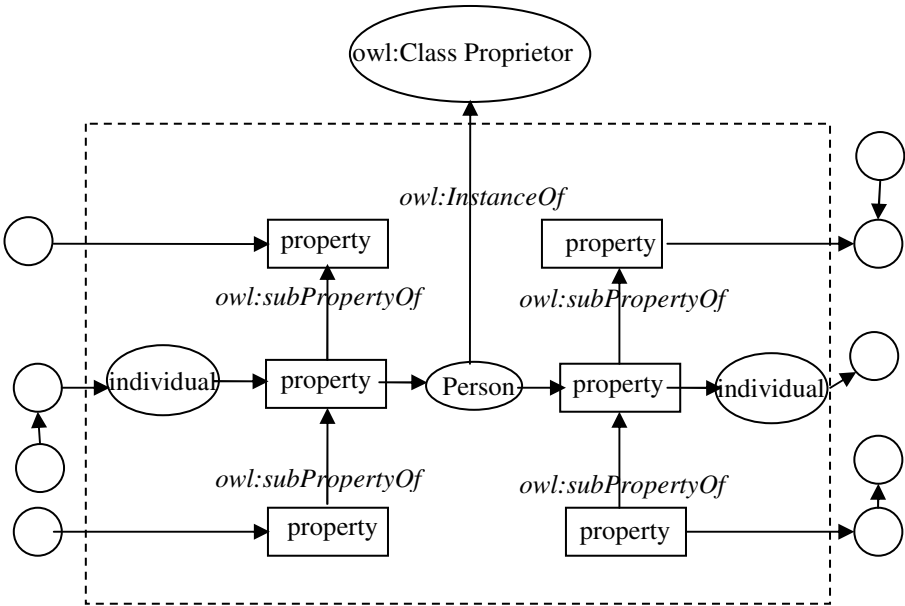 owl:Class Proprietor
owl:InstanceOf
property
property
owl:subPropertyOf
owl:subPropertyOf
individual
property
Person
property
individual
owl:subPropertyOf
owl:subPropertyOf
property
property